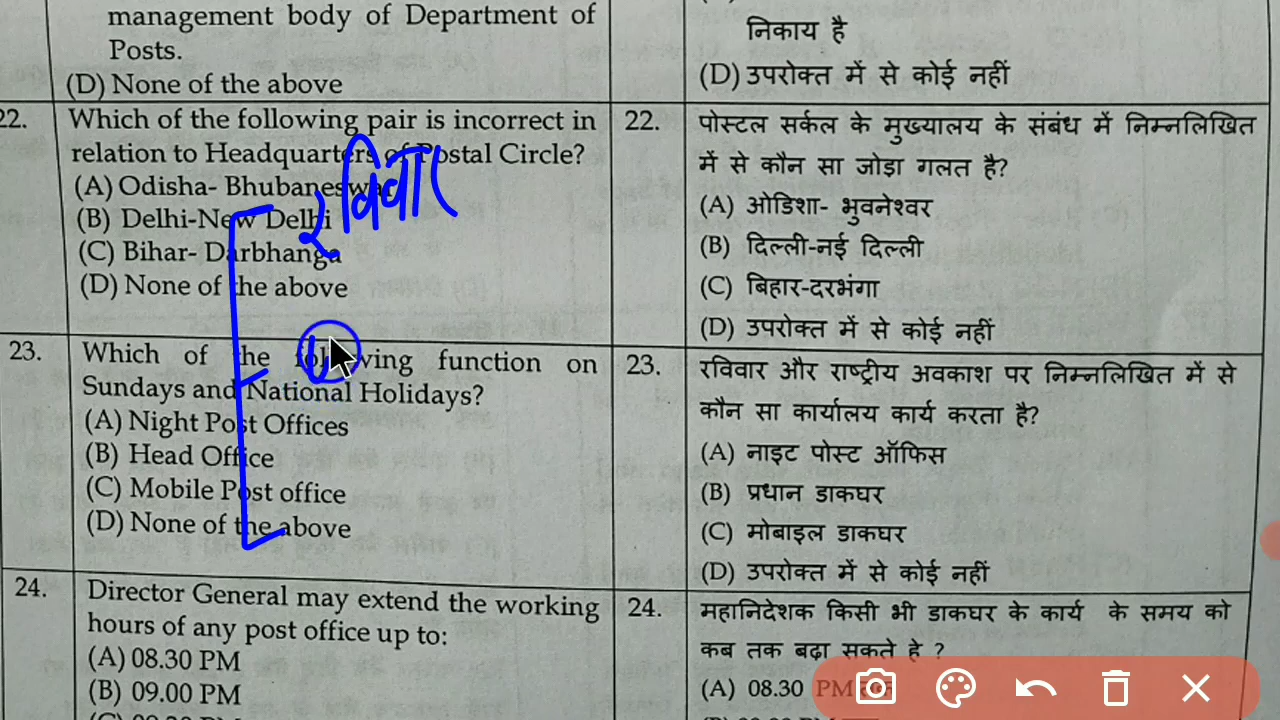 management body of Department of
Posts.
(D) None of the above
22. Which of the following pair is incorrect in
relation to Headquarters of Postal Circle?
(A) Odisha- Bhubaneswar
(B) Delhi-New Delhi
(C) Bihar- Darbhanga
(D) None of the above
23. Which of the following function on
Sundays and National Holidays?
(A) Night Post Offices
(B) Head Office
(C) Mobile Post office
(D) None of the above
24. Director General may extend the working
hours of any post office up to:
(A) 08.30 PM
(B) 09.00 PM
निकाय है
(D) उपरोक्त में से कोई नहीं
22. पोस्टल सर्कल के मुख्यालय के संबंध में निम्नलिखित
में से कौन सा जोड़ा गलत है?
(A) ओडिशा- भुवनेश्वर
(B) दिल्ली-नई दिल्ली
(C) बिहार-दरभंगा
(D) उपरोक्त में से कोई नहीं
23. रविवार और राष्ट्रीय अवकाश पर निम्नलिखित में से
कौन सा कार्यालय कार्य करता है?
(A) नाइट पोस्ट ऑफिस
(B) प्रधान डाकघर
(C) मोबाइल डाकघर
(D) उपरोक्त में से कोई नहीं
24. महानिदेशक किसी भी डाकघर के कार्य के समय को
कब तक बढ़ा सकते हे ?
(A) 08.30 PM